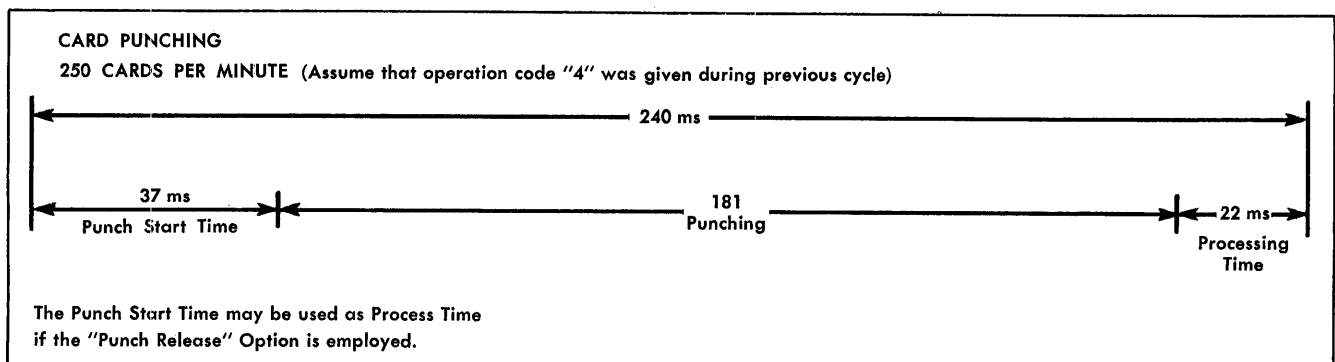 CARD PUNCHING
250 CARDS PER MINUTE (Assume that operation code "4" was given during previous cycle)
240 ms
37 ms
Punch Start Time
181
Punching
22 ms
Processing
Time
The Punch Start Time may be used as Process Time
if the "Punch Release" Option is employed.